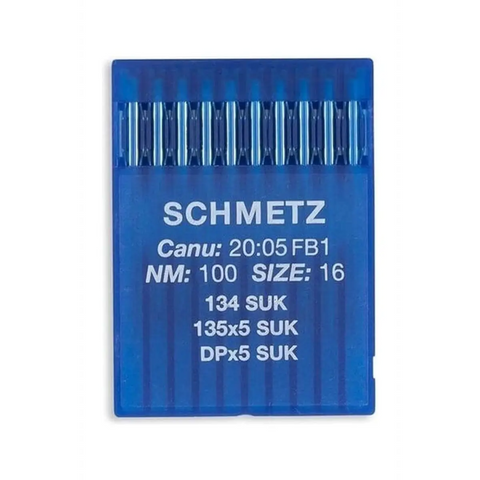 SCHMETZ
Canu: 20:05 FB1
NM: 100 SIZE: 16
134 SUK
135x5 SUK
DPx5 SUK